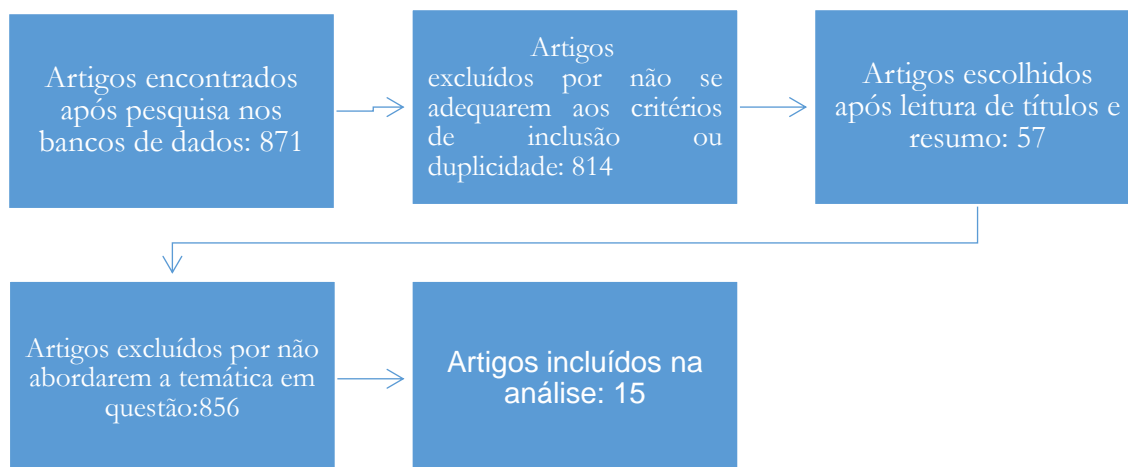 Artigos encontrados
após pesquisa nos
bancos de dados: 871
Artigos
excluídos por não se
adequarem aos critérios
de inclusão ou
duplicidade: 814
Artigos escolhidos
após leitura de títulos e
resumo: 57
Artigos excluídos por não
abordarem a temática em
questão:856
Artigos incluídos na
análise: 15